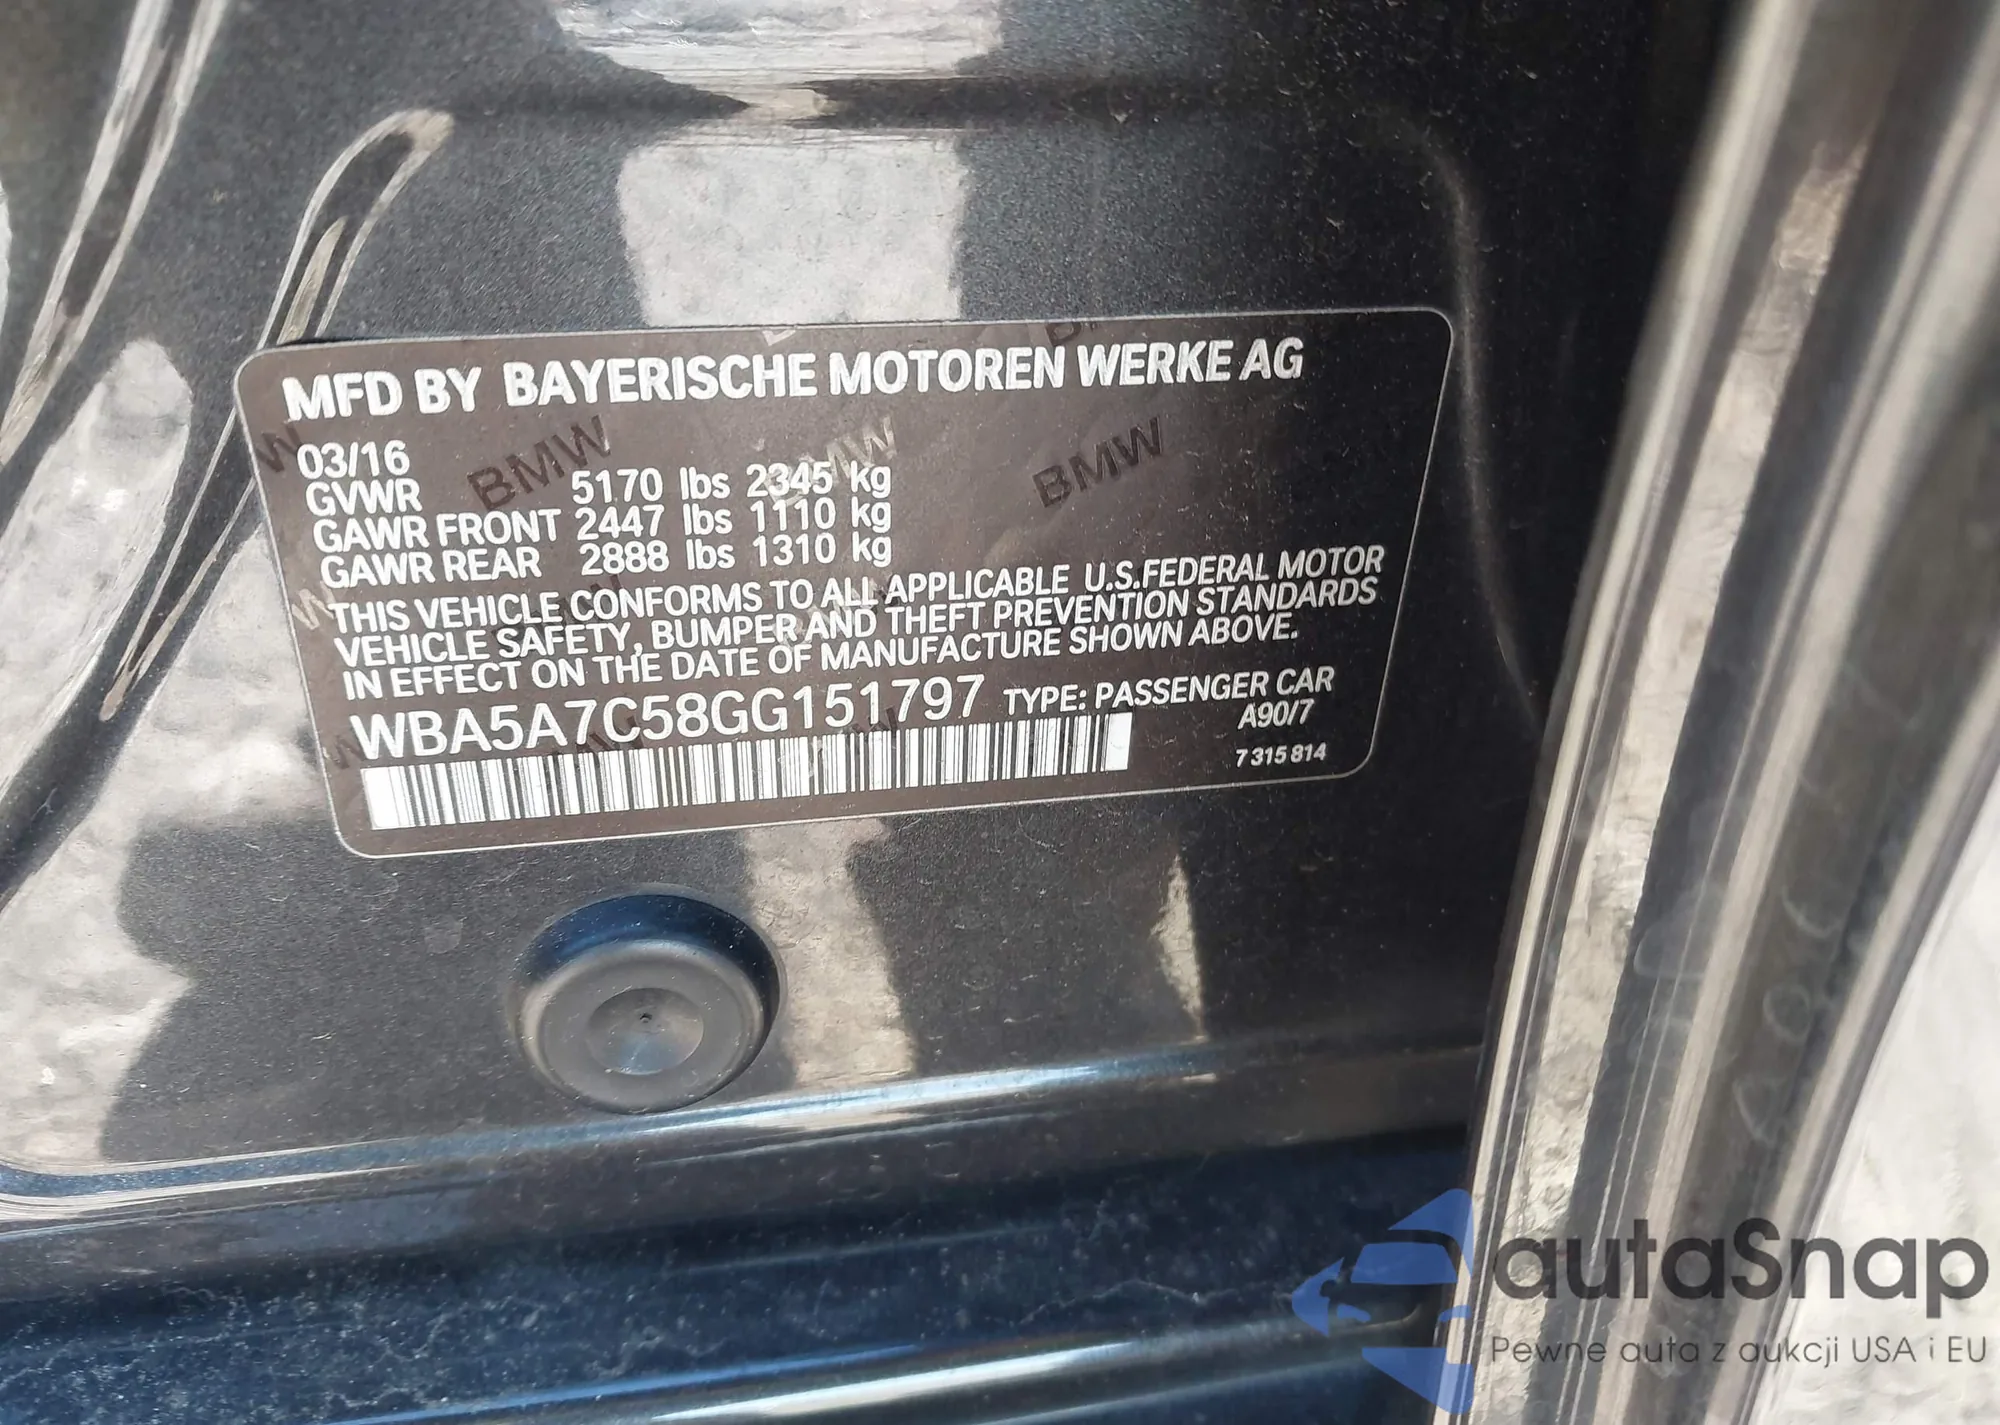 MFD BY BAYERISCHE MOTOREN WERKE AG
03/16
GVWR 5170 lbs 2345 kg
GAWR FRONT 2447 lbs 1110 kg
GAWR REAR 2888 lbs 1310 kg
THIS VEHICLE CONFORMS TO ALL APPLICABLE U.S.FEDERAL MOTOR
VEHICLE SAFETY, BUMPER AND THEFT PREVENTION STANDARDS
IN EFFECT ON THE DATE OF MANUFACTURE SHOWN ABOVE.
WBA5A7C58GG151797 TYPE: PASSENGER CAR
A90/7
7 315 814
BMW BMW BMW
autaSnap
Pewne auta z aukcji USA i EU